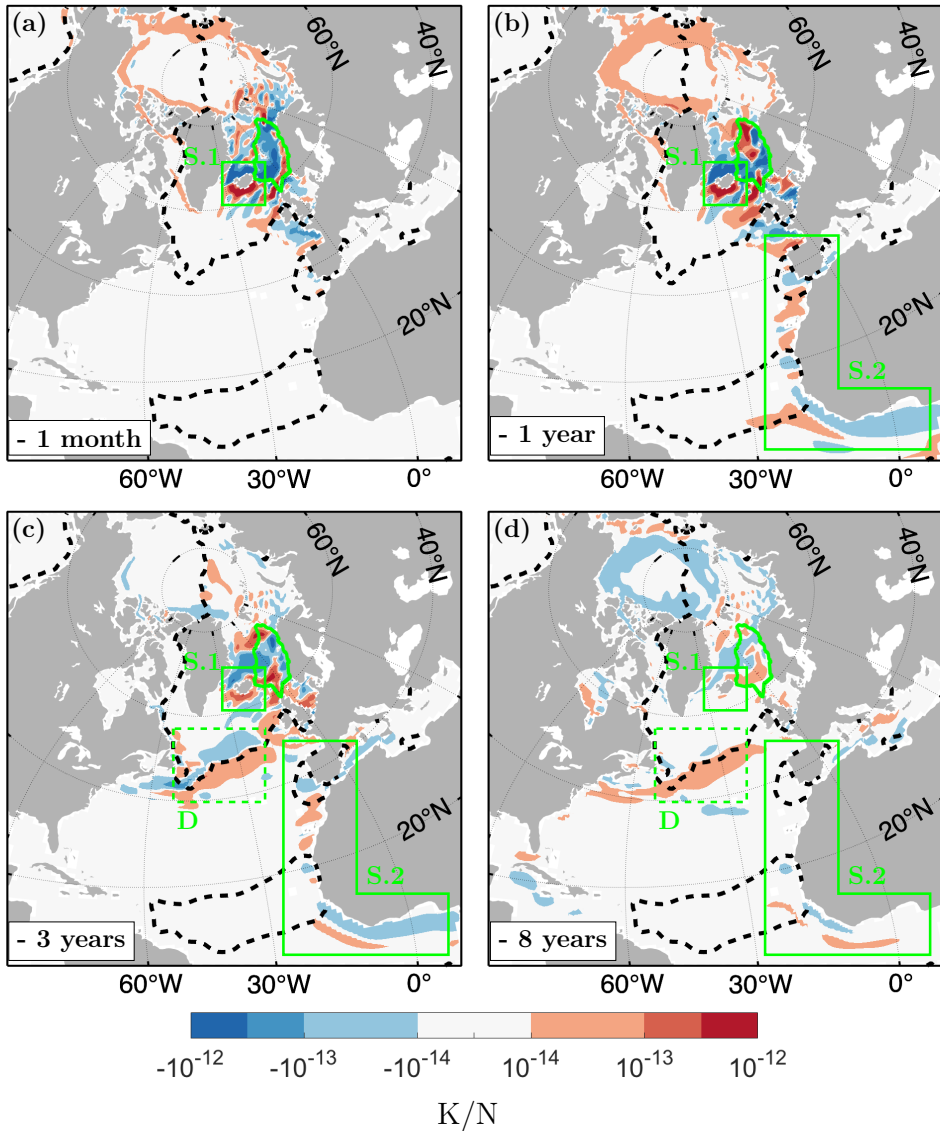 (a)
60°N
40°N
S.1
20°N
- 1 month
60°W
30°W
0°
(b)
60°N
40°N
S.1
20°N
S.2
- 1 year
60°W
30°W
0°
(c)
60°N
40°N
S.1
D
20°N
S.2
- 3 years
60°W
30°W
0°
(d)
60°N
40°N
S.1
D
20°N
S.2
- 8 years
60°W
30°W
0°
-10⁻¹² -10⁻¹³ -10⁻¹⁴ 10⁻¹⁴ 10⁻¹³ 10⁻¹²
K/N